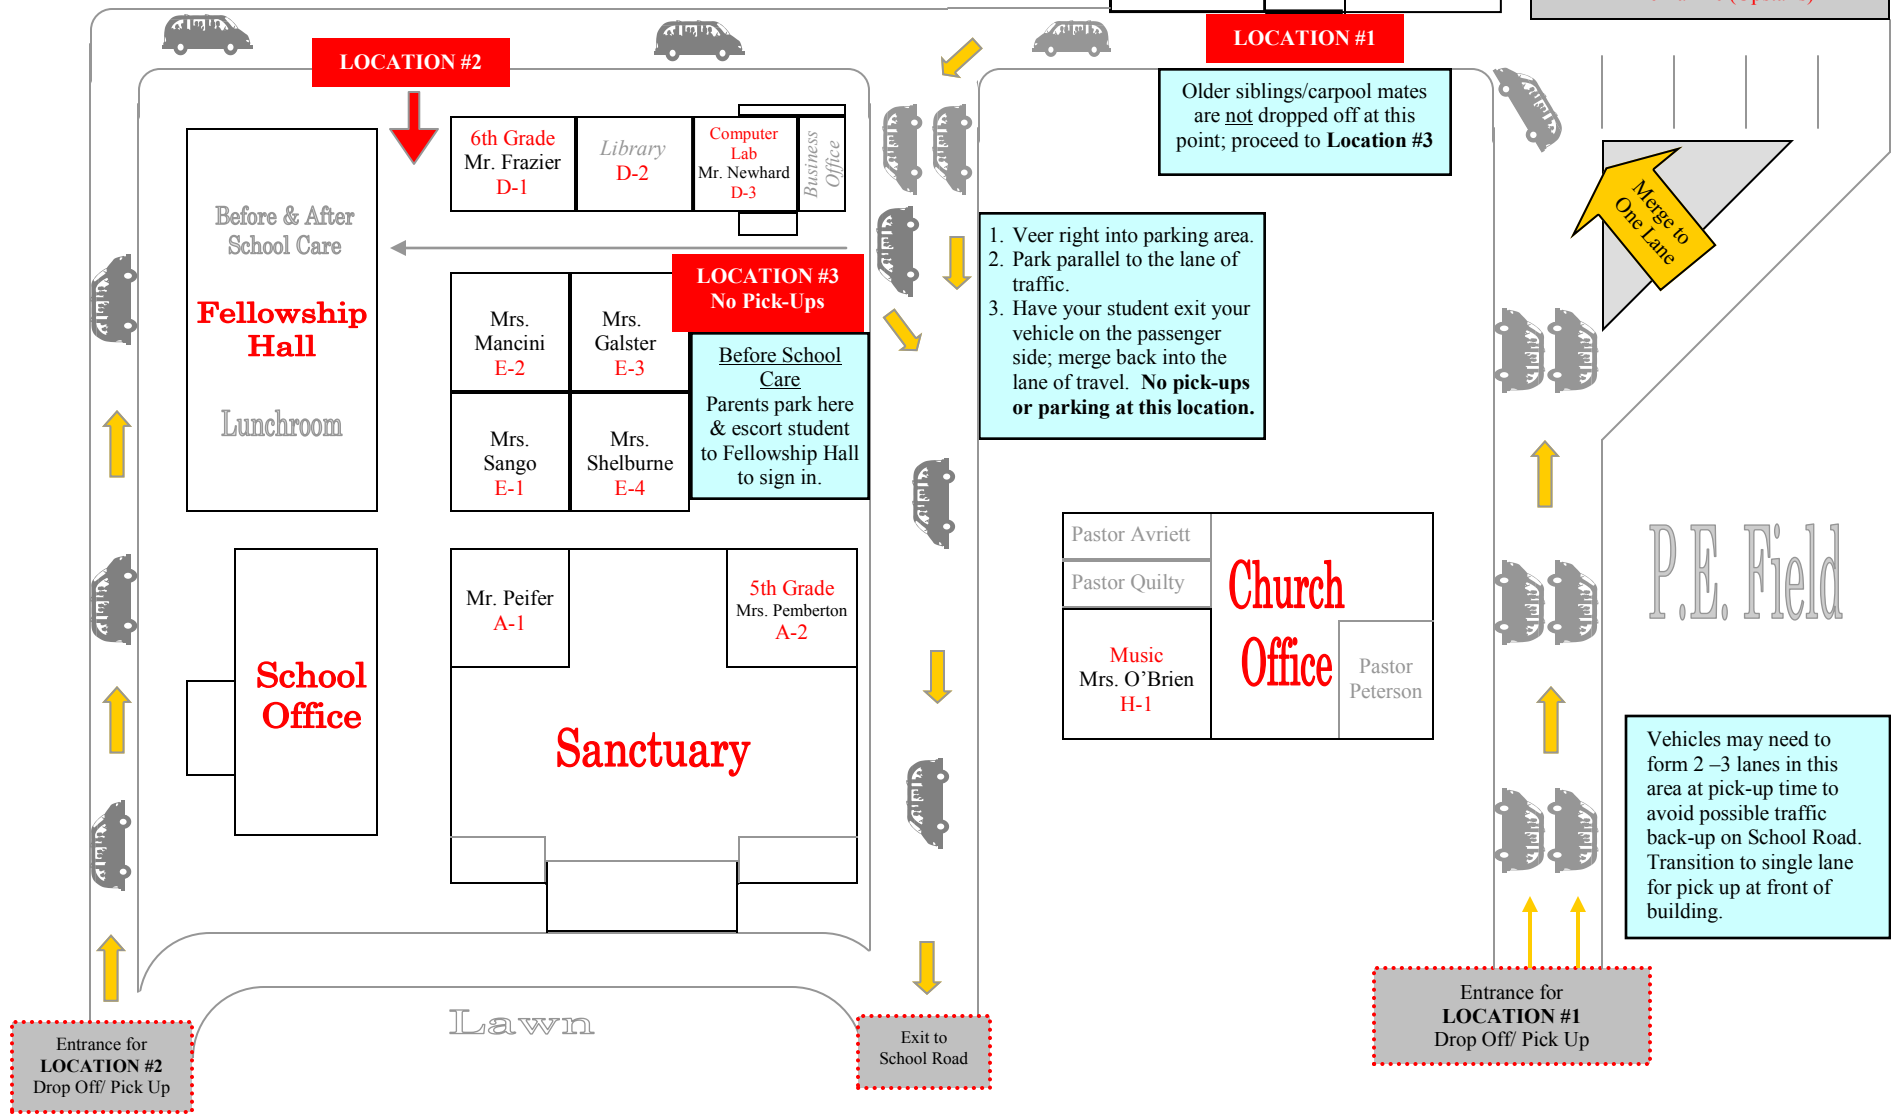 LOCATION #1
LOCATION #2
Older siblings/carpool mates
are not dropped off at this
point; proceed to Location #3
6th Grade
Mr. Frazier
D-1
Library
D-2
Computer
Lab
Mr. Newhard
D-3
Business
Office
Merge to
One Lane
Before & After
School Care
Fellowship
Hall
Lunchroom
LOCATION #3
No Pick-Ups
1. Veer right into parking area.
2. Park parallel to the lane of
traffic.
3. Have your student exit your
vehicle on the passenger
side; merge back into the
lane of travel. No pick-ups
or parking at this location.
Mrs.
Mancini
E-2
Mrs.
Galster
E-3
Before School
Care
Parents park here
& escort student
to Fellowship Hall
to sign in.
Mrs.
Sango
E-1
Mrs.
Shelburne
E-4
Pastor Avriett
Pastor Quilty
Church
Office
Music
Mrs. O’Brien
H-1
Pastor
Peterson
P.E. Field
Mr. Peifer
A-1
5th Grade
Mrs. Pemberton
A-2
School
Office
Sanctuary
Vehicles may need to
form 2 –3 lanes in this
area at pick-up time to
avoid possible traffic
back-up on School Road.
Transition to single lane
for pick up at front of
building.
Lawn
Entrance for
LOCATION #2
Drop Off/ Pick Up
Exit to
School Road
Entrance for
LOCATION #1
Drop Off/ Pick Up